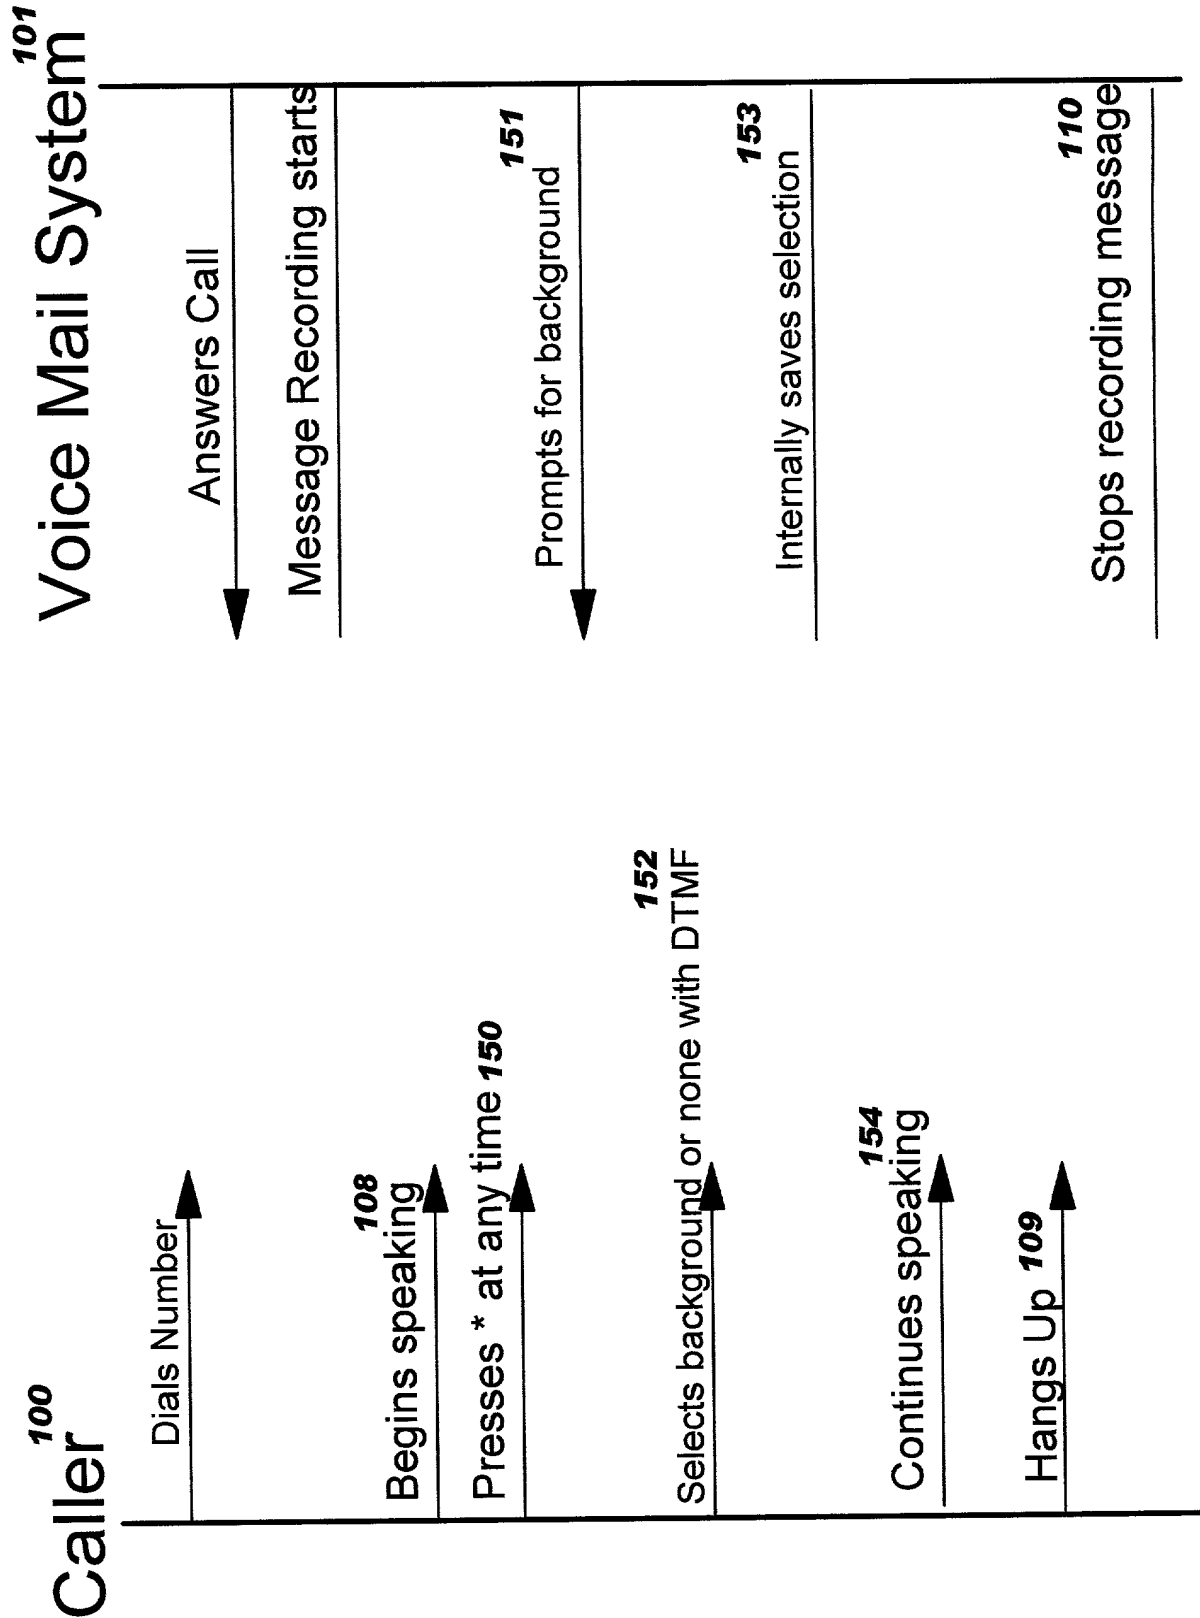 Caller 100
Voice Mail System 101
Dials Number
Answers Call
Message Recording starts
108
Begins speaking
Presses * at any time 150
151
Prompts for background
152
Selects background or none with DTMF
153
Internally saves selection
154
Continues speaking
Hangs Up 109
110
Stops recording message